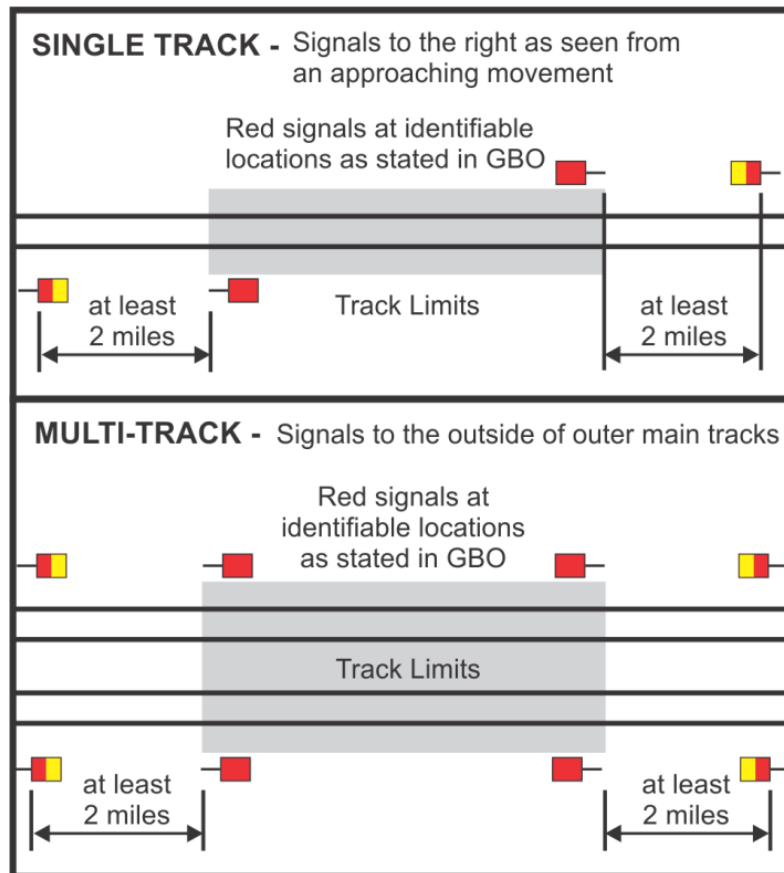 SINGLE TRACK - Signals to the right as seen from
an approaching movement
Red signals at identifiable
locations as stated in GBO
Track Limits
at least
2 miles
at least
2 miles
MULTI-TRACK - Signals to the outside of outer main tracks
Red signals at
identifiable locations
as stated in GBO
Track Limits
at least
2 miles
at least
2 miles